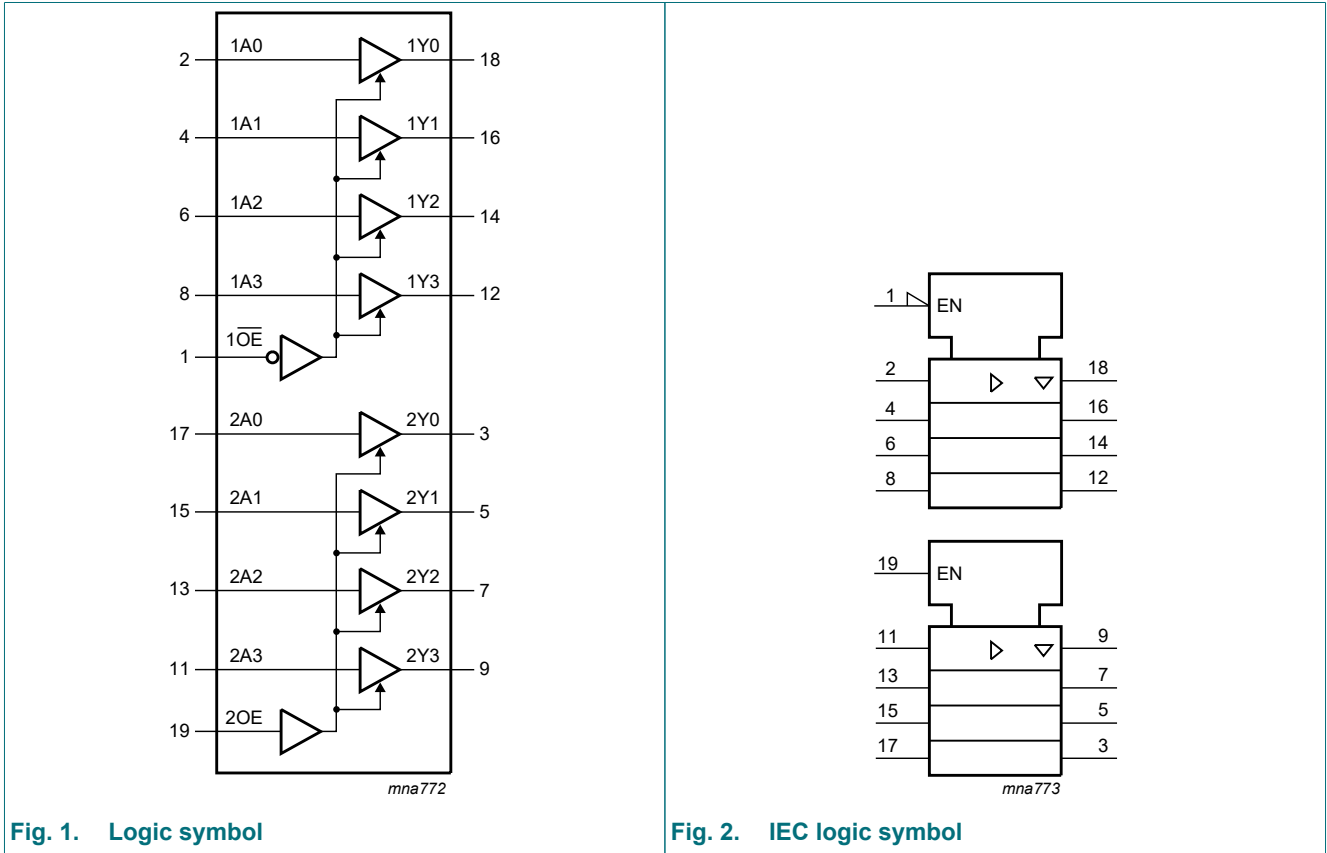 2 1A0 1Y0 18
4 1A1 1Y1 16
6 1A2 1Y2 14
8 1A3 1Y3 12
1 1O̅E̅
17 2A0 2Y0 3
15 2A1 2Y1 5
13 2A2 2Y2 7
11 2A3 2Y3 9
19 2OE
mna772
Fig. 1. Logic symbol
1 EN
2 18
4 16
6 14
8 12
19 EN
11 9
13 7
15 5
17 3
mna773
Fig. 2. IEC logic symbol